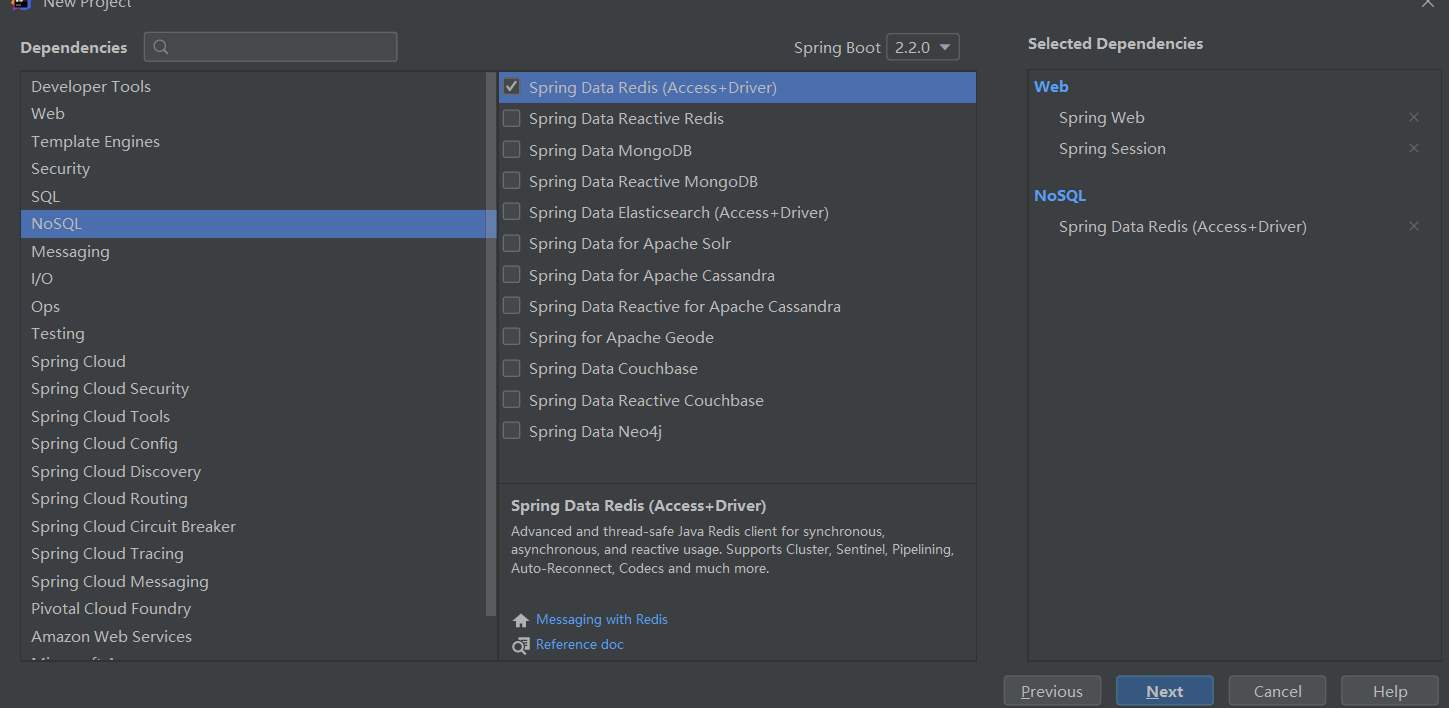 New Project
Dependencies
Spring Boot 2.2.0
Selected Dependencies
Developer Tools
Web
Template Engines
Security
SQL
NoSQL
Messaging
I/O
Ops
Testing
Spring Cloud
Spring Cloud Security
Spring Cloud Tools
Spring Cloud Config
Spring Cloud Discovery
Spring Cloud Routing
Spring Cloud Circuit Breaker
Spring Cloud Tracing
Spring Cloud Messaging
Pivotal Cloud Foundry
Amazon Web Services
Spring Data Redis (Access+Driver)
Spring Data Reactive Redis
Spring Data MongoDB
Spring Data Reactive MongoDB
Spring Data Elasticsearch (Access+Driver)
Spring Data for Apache Solr
Spring Data for Apache Cassandra
Spring Data Reactive for Apache Cassandra
Spring for Apache Geode
Spring Data Couchbase
Spring Data Reactive Couchbase
Spring Data Neo4j
Spring Data Redis (Access+Driver)
Advanced and thread-safe Java Redis client for synchronous,
asynchronous, and reactive usage. Supports Cluster, Sentinel, Pipelining,
Auto-Reconnect, Codecs and much more.
Messaging with Redis
Reference doc
Web
Spring Web
Spring Session
NoSQL
Spring Data Redis (Access+Driver)
Previous
Next
Cancel
Help